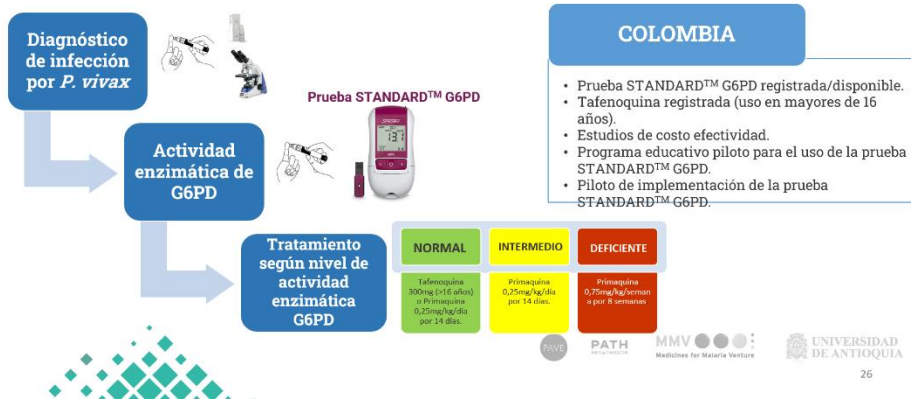 Diagnóstico
de infección
por P. vivax
Prueba STANDARD™ G6PD
131
Actividad
enzimática de
G6PD
Tratamiento
según nivel de
actividad
enzimática
G6PD
NORMAL
INTERMEDIO
DEFICIENTE
Tafenoquina
300mg (>16 años)
o Primaquina
0,25mg/kg/día
por 14 días.
Primaquina
0,25mg/kg/día
por 14 días.
Primaquina
0,75mg/kg/seman
a por 8 semanas
COLOMBIA
• Prueba STANDARD™ G6PD registrada/disponible.
• Tafenoquina registrada (uso en mayores de 16
años).
• Estudios de costo efectividad.
• Programa educativo piloto para el uso de la prueba
STANDARD™ G6PD.
• Piloto de implementación de la prueba
STANDARD™ G6PD.
PAVE
PATH
MMV
Medicines for Malaria Venture
UNIVERSIDAD
DE ANTIOQUIA
26